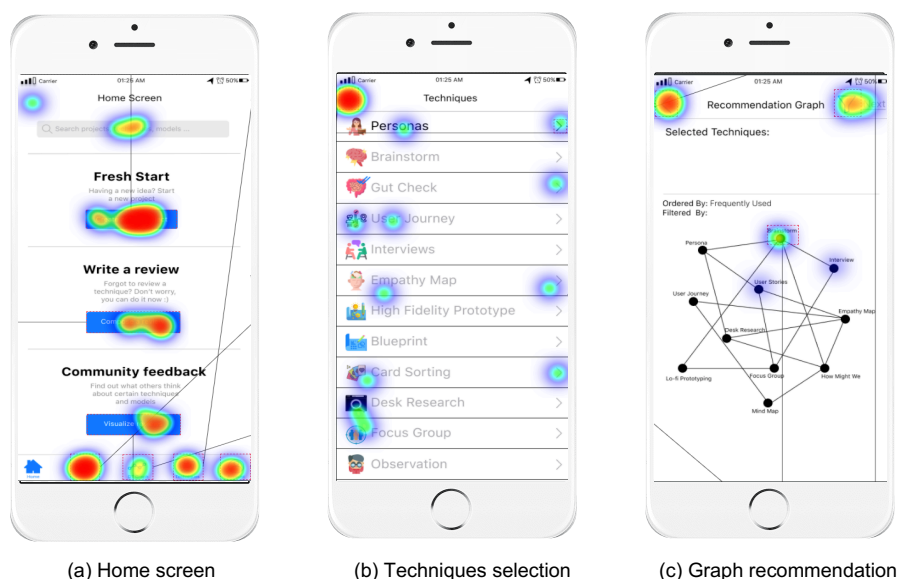 Carrier
01:25 AM
50%
Home Screen
Search
models ...
Fresh Start
Having a new idea? Start
a new project
Write a review
Forgot to review a
technique? Don't worry,
you can do it now :)
Community feedback
Find out what others think
about certain techniques
and models
Visualize
Home
(a) Home screen
Carrier
01:25 AM
50%
Techniques
Personas
Brainstorm
Gut Check
User Journey
Interviews
Empathy Map
High Fidelity Prototype
Blueprint
Card Sorting
Desk Research
Focus Group
Observation
(b) Techniques selection
Carrier
01:25 AM
50%
Recommendation Graph
Selected Techniques:
Ordered By: Frequently Used
Filtered By:
Brainstorm
Persona
Interview
User Stories
User Journey
Empathy Map
Desk Research
Lo-fi Prototyping
Focus Group
How Might We
Mind Map
(c) Graph recommendation